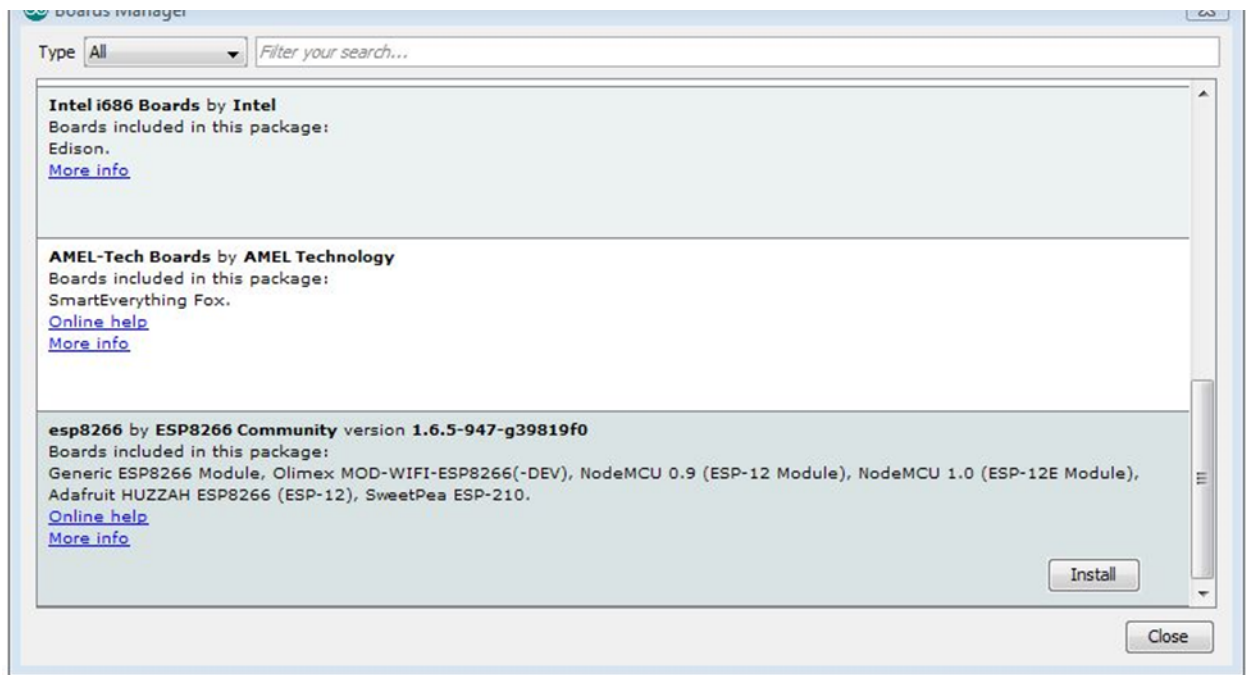 Boards Manager
Type All Filter your search...
Intel i686 Boards by Intel
Boards included in this package:
Edison.
More info
AMEL-Tech Boards by AMEL Technology
Boards included in this package:
SmartEverything Fox.
Online help
More info
esp8266 by ESP8266 Community version 1.6.5-947-g39819f0
Boards included in this package:
Generic ESP8266 Module, Olimex MOD-WIFI-ESP8266(-DEV), NodeMCU 0.9 (ESP-12 Module), NodeMCU 1.0 (ESP-12E Module),
Adafruit HUZZAH ESP8266 (ESP-12), SweetPea ESP-210.
Online help
More info
Install
Close